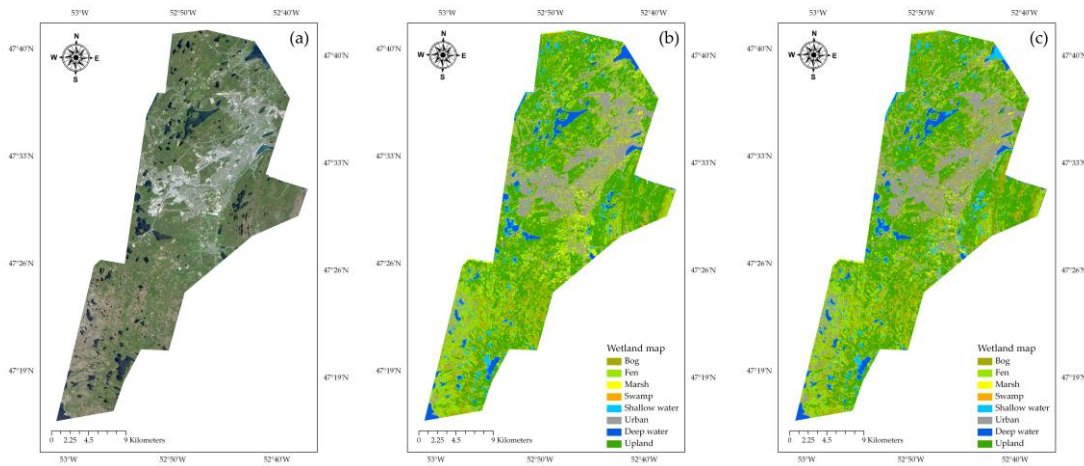 53°W 52°50'W 52°40'W
47°40'N
47°33'N
47°26'N
47°19'N
N
W E
S
(a)
47°40'N
47°33'N
47°26'N
47°19'N
0 2.25 4.5 9 Kilometers
53°W 52°50'W 52°40'W
53°W 52°50'W 52°40'W
N
W E
S
(b)
47°40'N
47°33'N
47°26'N
47°19'N
Wetland map
Bog
Fen
Marsh
Swamp
Shallow water
Urban
Deep water
Upland
0 2.25 4.5 9 Kilometers
53°W 52°50'W 52°40'W
53°W 52°50'W 52°40'W
47°40'N
47°33'N
47°26'N
47°19'N
N
W E
S
(c)
47°40'N
47°33'N
47°26'N
47°19'N
Wetland map
Bog
Fen
Marsh
Swamp
Shallow water
Urban
Deep water
Upland
0 2.25 4.5 9 Kilometers
53°W 52°50'W 52°40'W